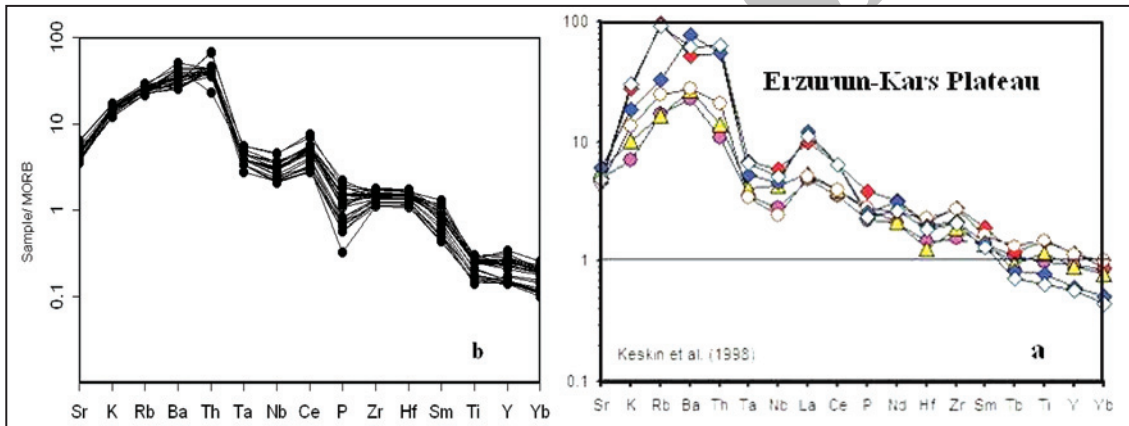 100
10
1
0.1
Sample/ MORB
b
Sr K Rb Ba Th Ta Nb Ce P Zr Hf Sm Ti Y Yb
100
10
1
0.1
Erzurum-Kars Plateau
Keskin et al. (1998)
a
Sr K Rb Ba Th Ta Nb La Ce P Nd Hf Zr Sm Tb Ti Y Yb